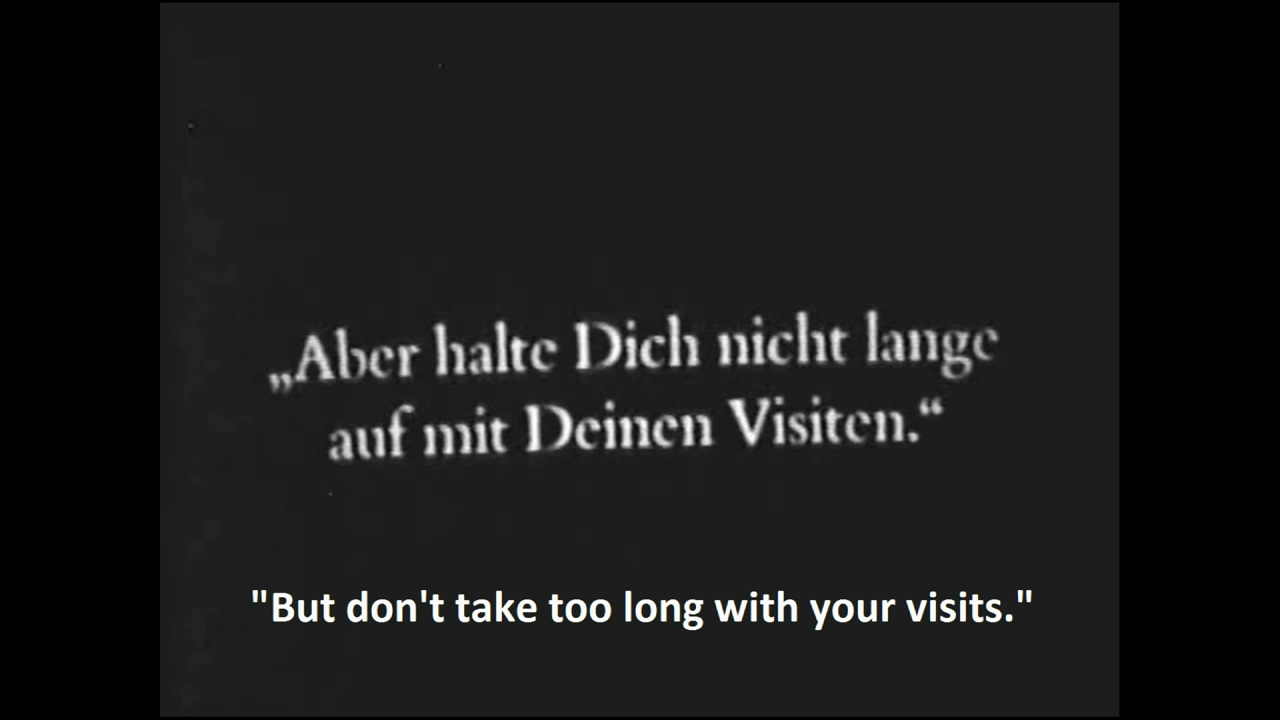 „Aber halte Dich nicht lange
auf mit Deinen Visiten.“
"But don't take too long with your visits."